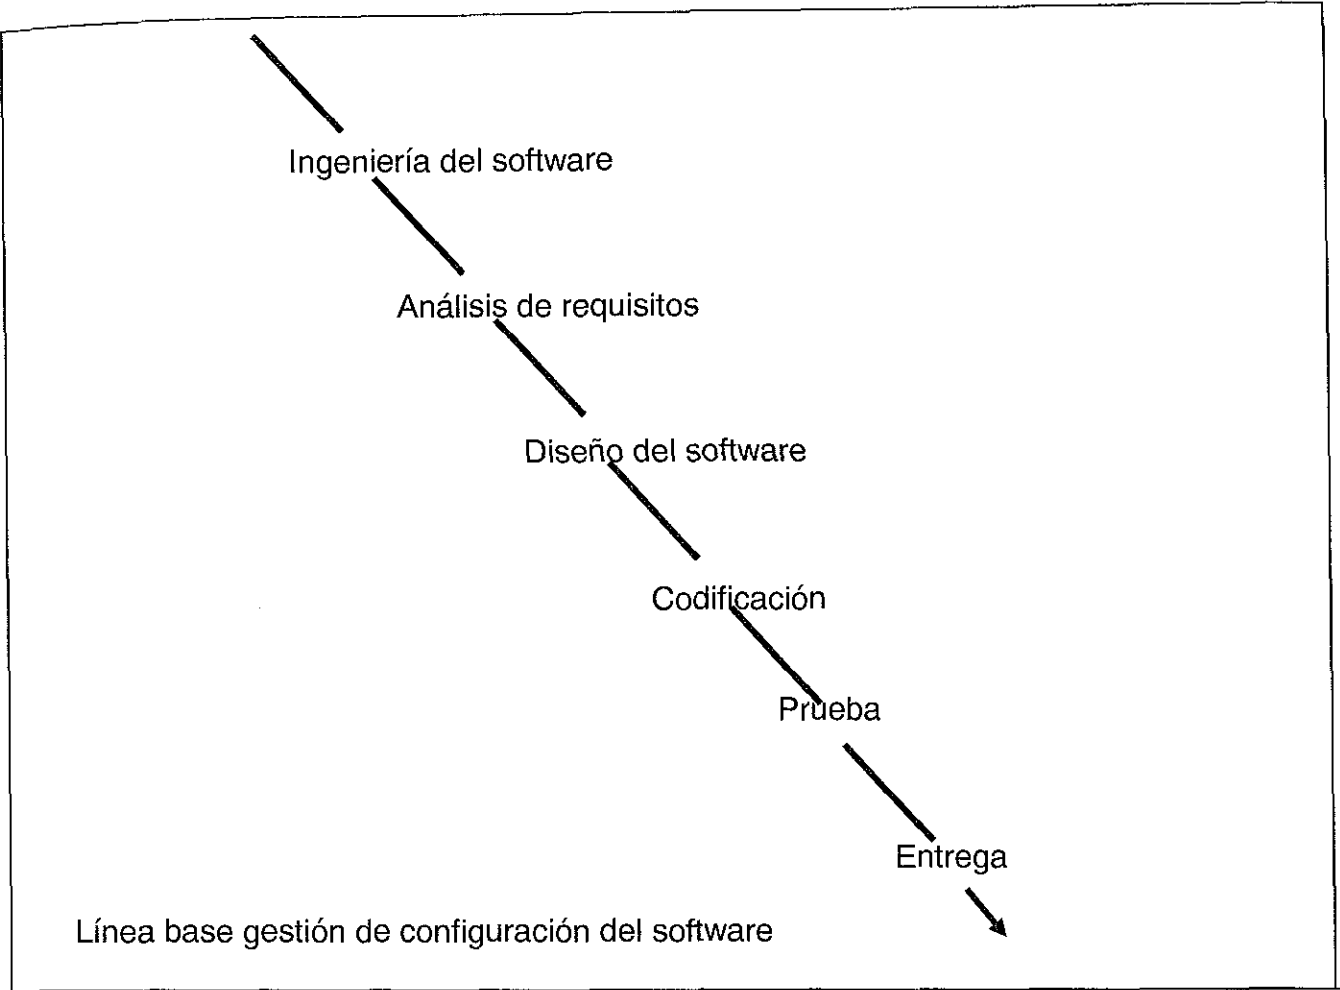 Ingeniería del software
Análisis de requisitos
Diseño del software
Codificación
Prueba
Entrega
Línea base gestión de configuración del software